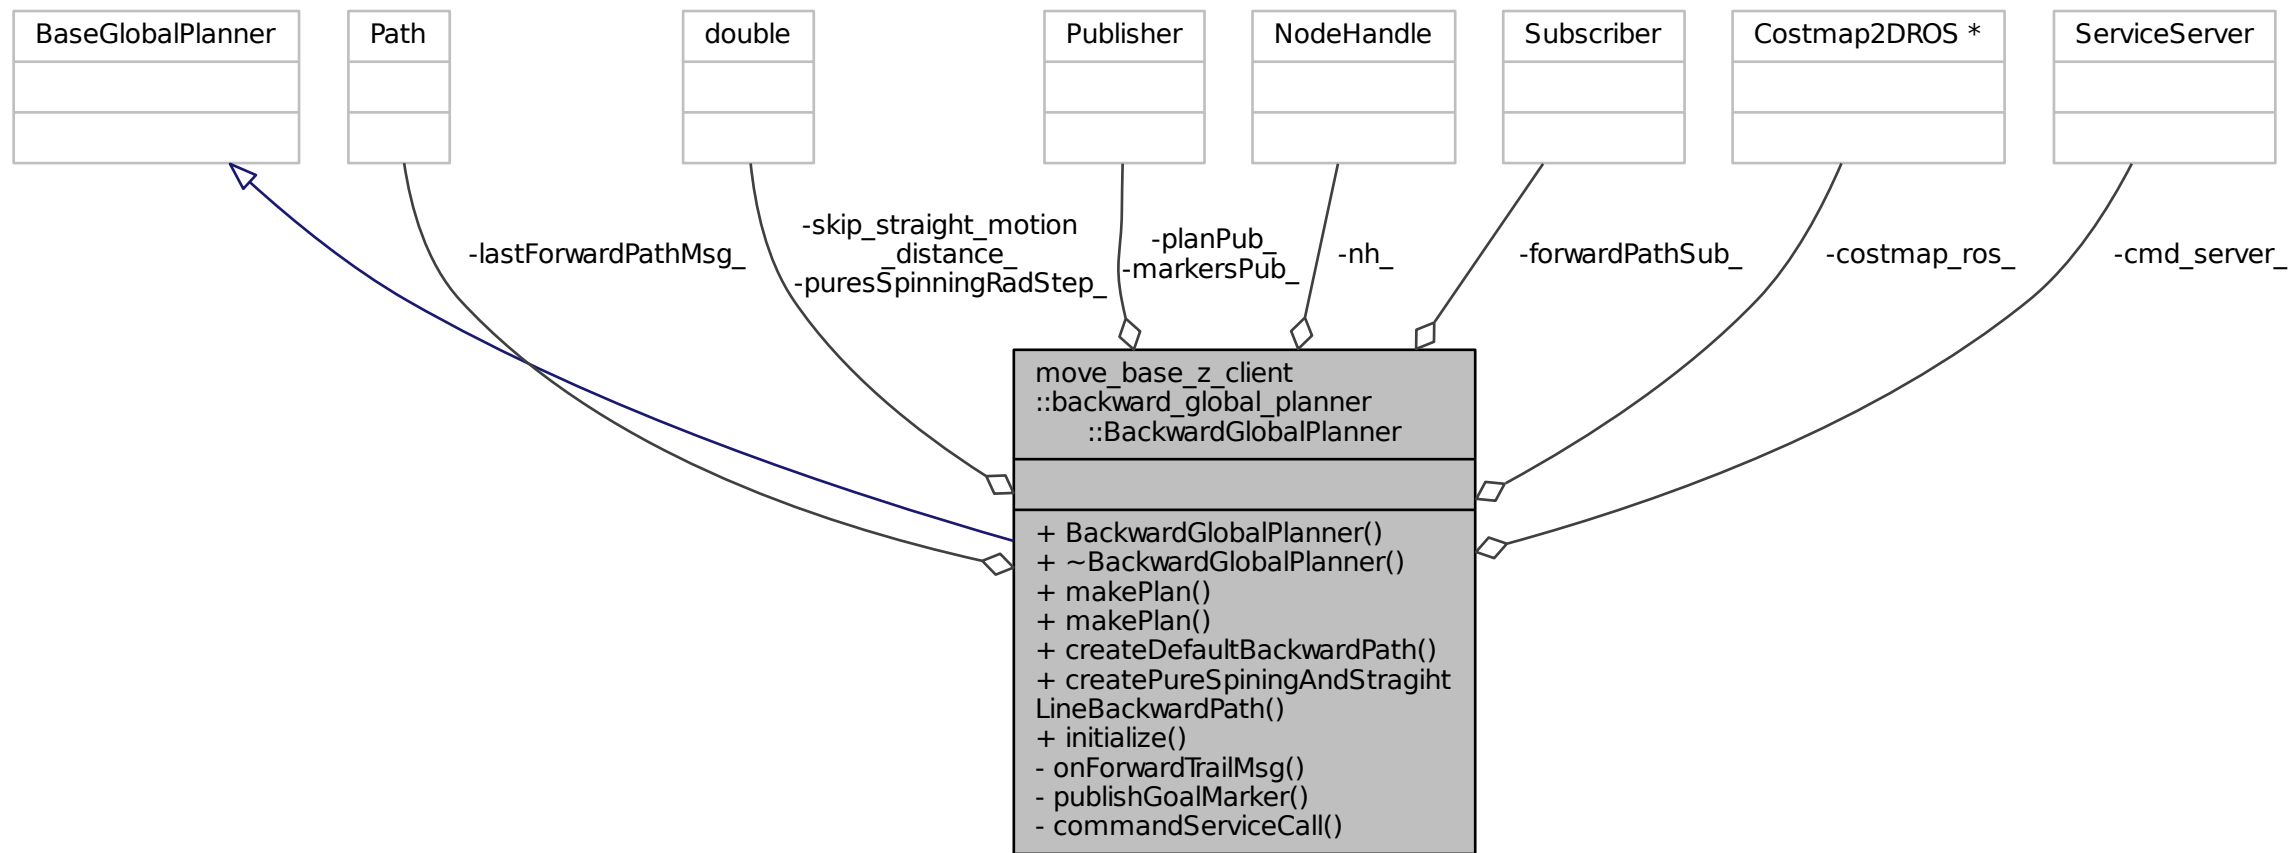 BaseGlobalPlanner
Path
double
Publisher
NodeHandle
Subscriber
Costmap2DROS *
ServiceServer
-lastForwardPathMsg_
-skip_straight_motion
_distance_
-puresSpinningRadStep_
-planPub_
-markersPub_
-nh_
-forwardPathSub_
-costmap_ros_
-cmd_server_
move_base_z_client
::backward_global_planner
::BackwardGlobalPlanner
+ BackwardGlobalPlanner()
+ ~BackwardGlobalPlanner()
+ makePlan()
+ makePlan()
+ createDefaultBackwardPath()
+ createPureSpiningAndStragiht
LineBackwardPath()
+ initialize()
- onForwardTrailMsg()
- publishGoalMarker()
- commandServiceCall()